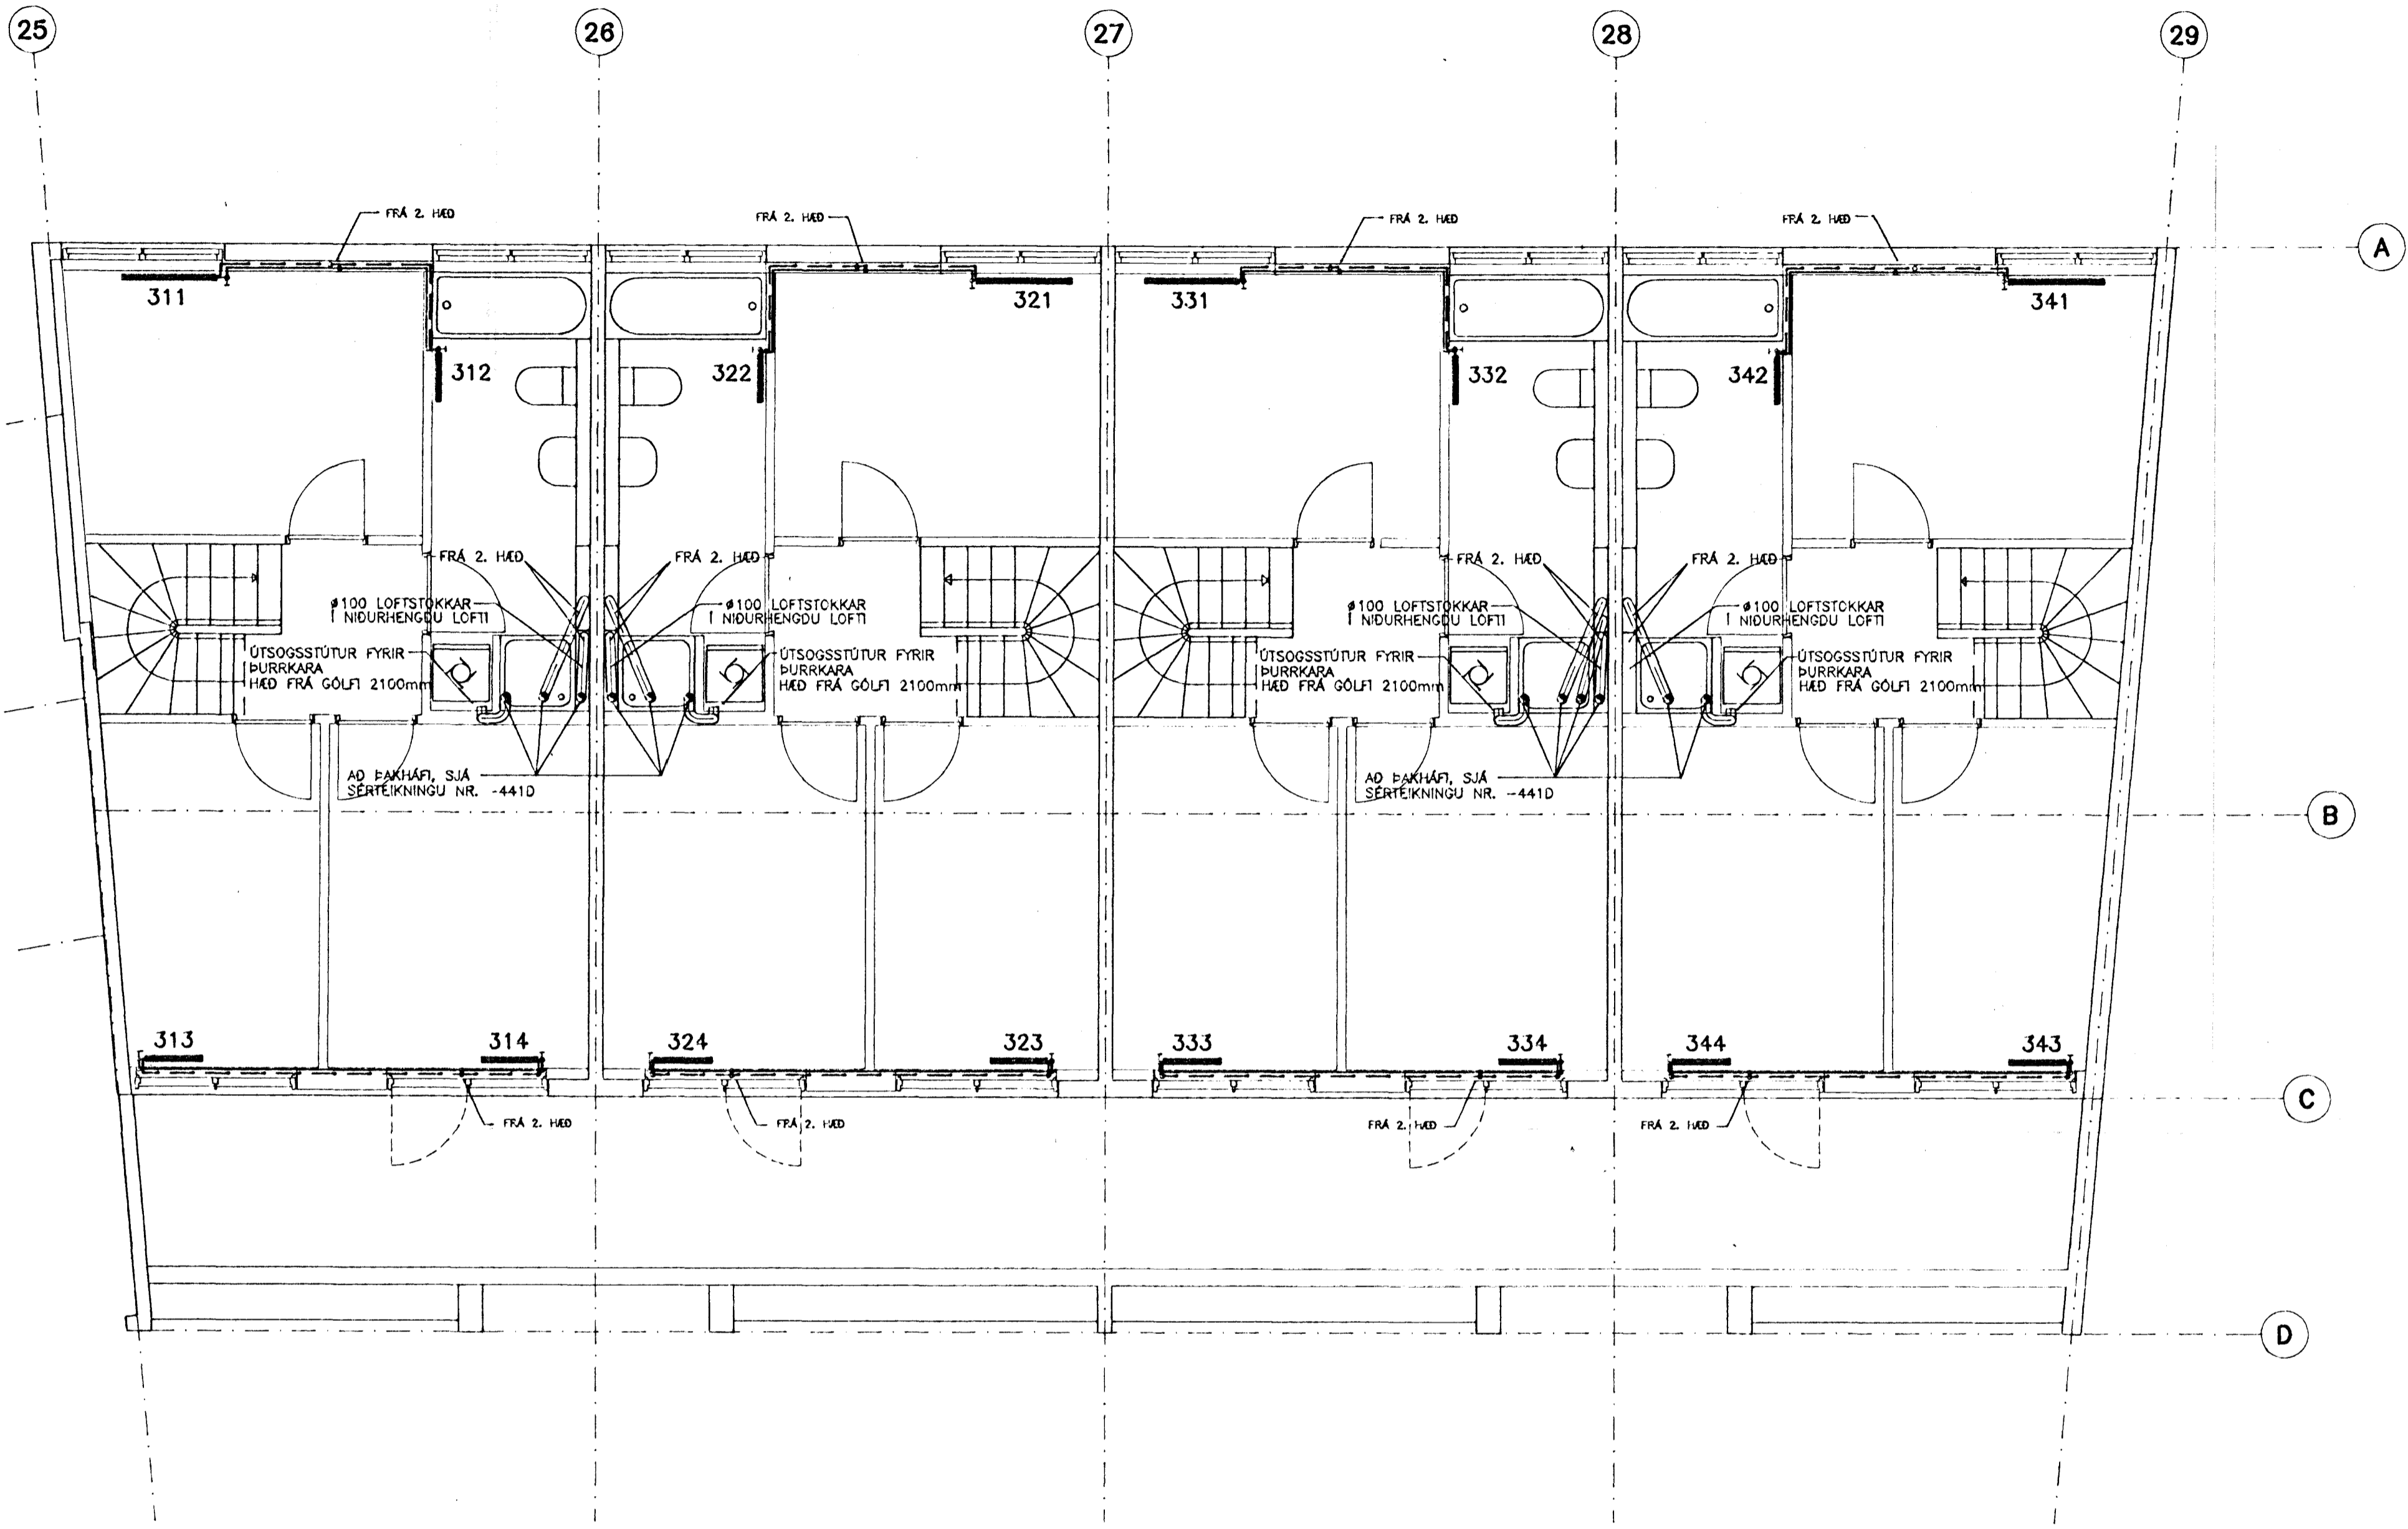 25
26
27
28
29
FRÁ 2. HÆÐ
FRÁ 2. HÆÐ
FRÁ 2. HÆÐ
FRÁ 2. HÆÐ
A
311
321
331
341
312
322
332
342
FRÁ 2. HÆÐ
FRÁ 2. HÆÐ
FRÁ 2. HÆÐ
FRÁ 2. HÆÐ
ø100 LOFTSTOKKAR
Í NIÐURHENGDU LOFTI
ø100 LOFTSTOKKAR
Í NIÐURHENGDU LOFTI
ø100 LOFTSTOKKAR
Í NIÐURHENGDU LOFTI
ø100 LOFTSTOKKAR
Í NIÐURHENGDU LOFTI
ÚTSOGSSTÚTUR FYRIR
ÞURRKARA
HÆÐ FRÁ GÓLFI 2100mm
ÚTSOGSSTÚTUR FYRIR
ÞURRKARA
HÆÐ FRÁ GÓLFI 2100mm
ÚTSOGSSTÚTUR FYRIR
ÞURRKARA
HÆÐ FRÁ GÓLFI 2100mm
ÚTSOGSSTÚTUR FYRIR
ÞURRKARA
HÆÐ FRÁ GÓLFI 2100mm
AÐ ÞAKHÁFI, SJÁ
SÉRTEIKNINGU NR. -441D
AÐ ÞAKHÁFI, SJÁ
SÉRTEIKNINGU NR. -441D
B
313
314
324
323
333
334
344
343
C
FRÁ 2. HÆÐ
FRÁ 2. HÆÐ
FRÁ 2. HÆÐ
FRÁ 2. HÆÐ
D